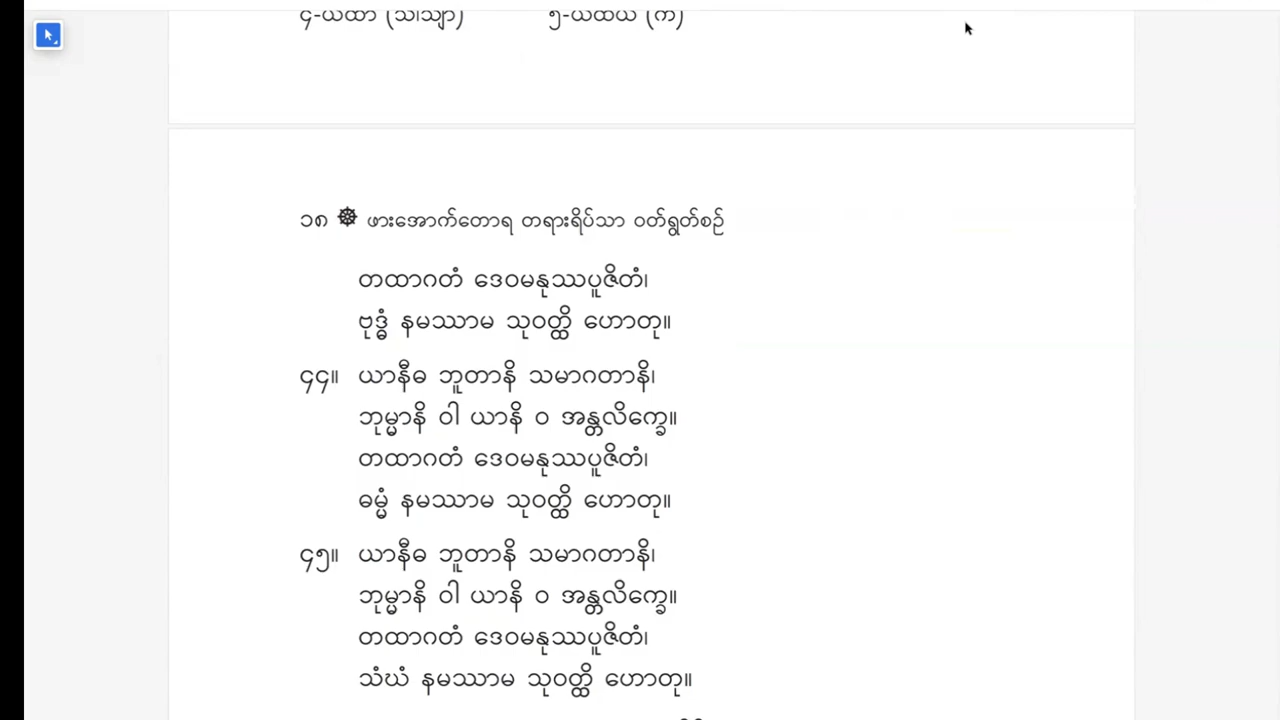 ၄-ယထာ (သီ၊သျာ) ၅-ယထယိ (က)
၁၈ ဖားအောက်တောရ တရားရိပ်သာ ဝတ်ရွတ်စဉ်
တထာဂတံ ဒေဝမနုဿပူဇိတံ၊
ဗုဒ္ဓံ နမဿာမ သုဝတ္ထိ ဟောတု။
၄၄။ ယာနီဓ ဘူတာနိ သမာဂတာနိ၊
ဘုမ္မာနိ ဝါ ယာနိ ဝ အန္တလိက္ခေ။
တထာဂတံ ဒေဝမနုဿပူဇိတံ၊
ဓမ္မံ နမဿာမ သုဝတ္ထိ ဟောတု။
၄၅။ ယာနီဓ ဘူတာနိ သမာဂတာနိ၊
ဘုမ္မာနိ ဝါ ယာနိ ဝ အန္တလိက္ခေ။
တထာဂတံ ဒေဝမနုဿပူဇိတံ၊
သံဃံ နမဿာမ သုဝတ္ထိ ဟောတု။